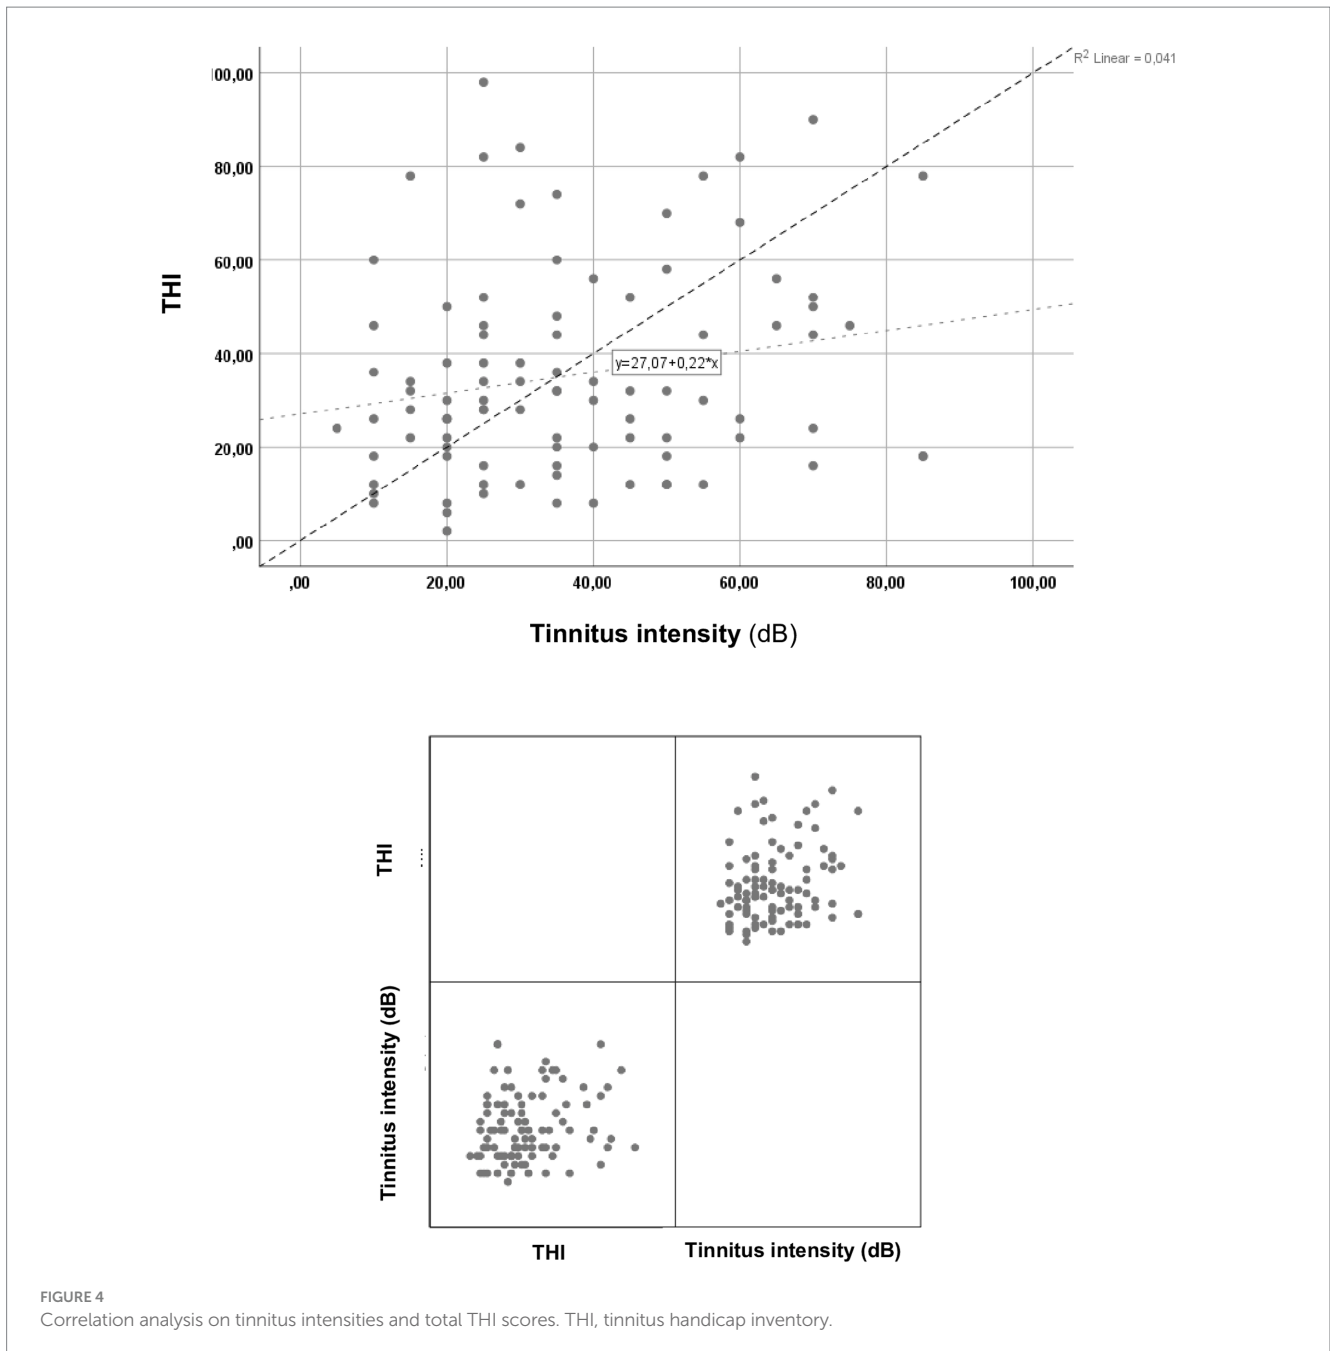 R² Linear = 0,041
00,00
80,00
60,00
40,00
20,00
,00
THI
y=27,07+0,22*x
,00 20,00 40,00 60,00 80,00 100,00
Tinnitus intensity (dB)
THI
Tinnitus intensity (dB)
THI Tinnitus intensity (dB)
FIGURE 4
Correlation analysis on tinnitus intensities and total THI scores. THI, tinnitus handicap inventory.